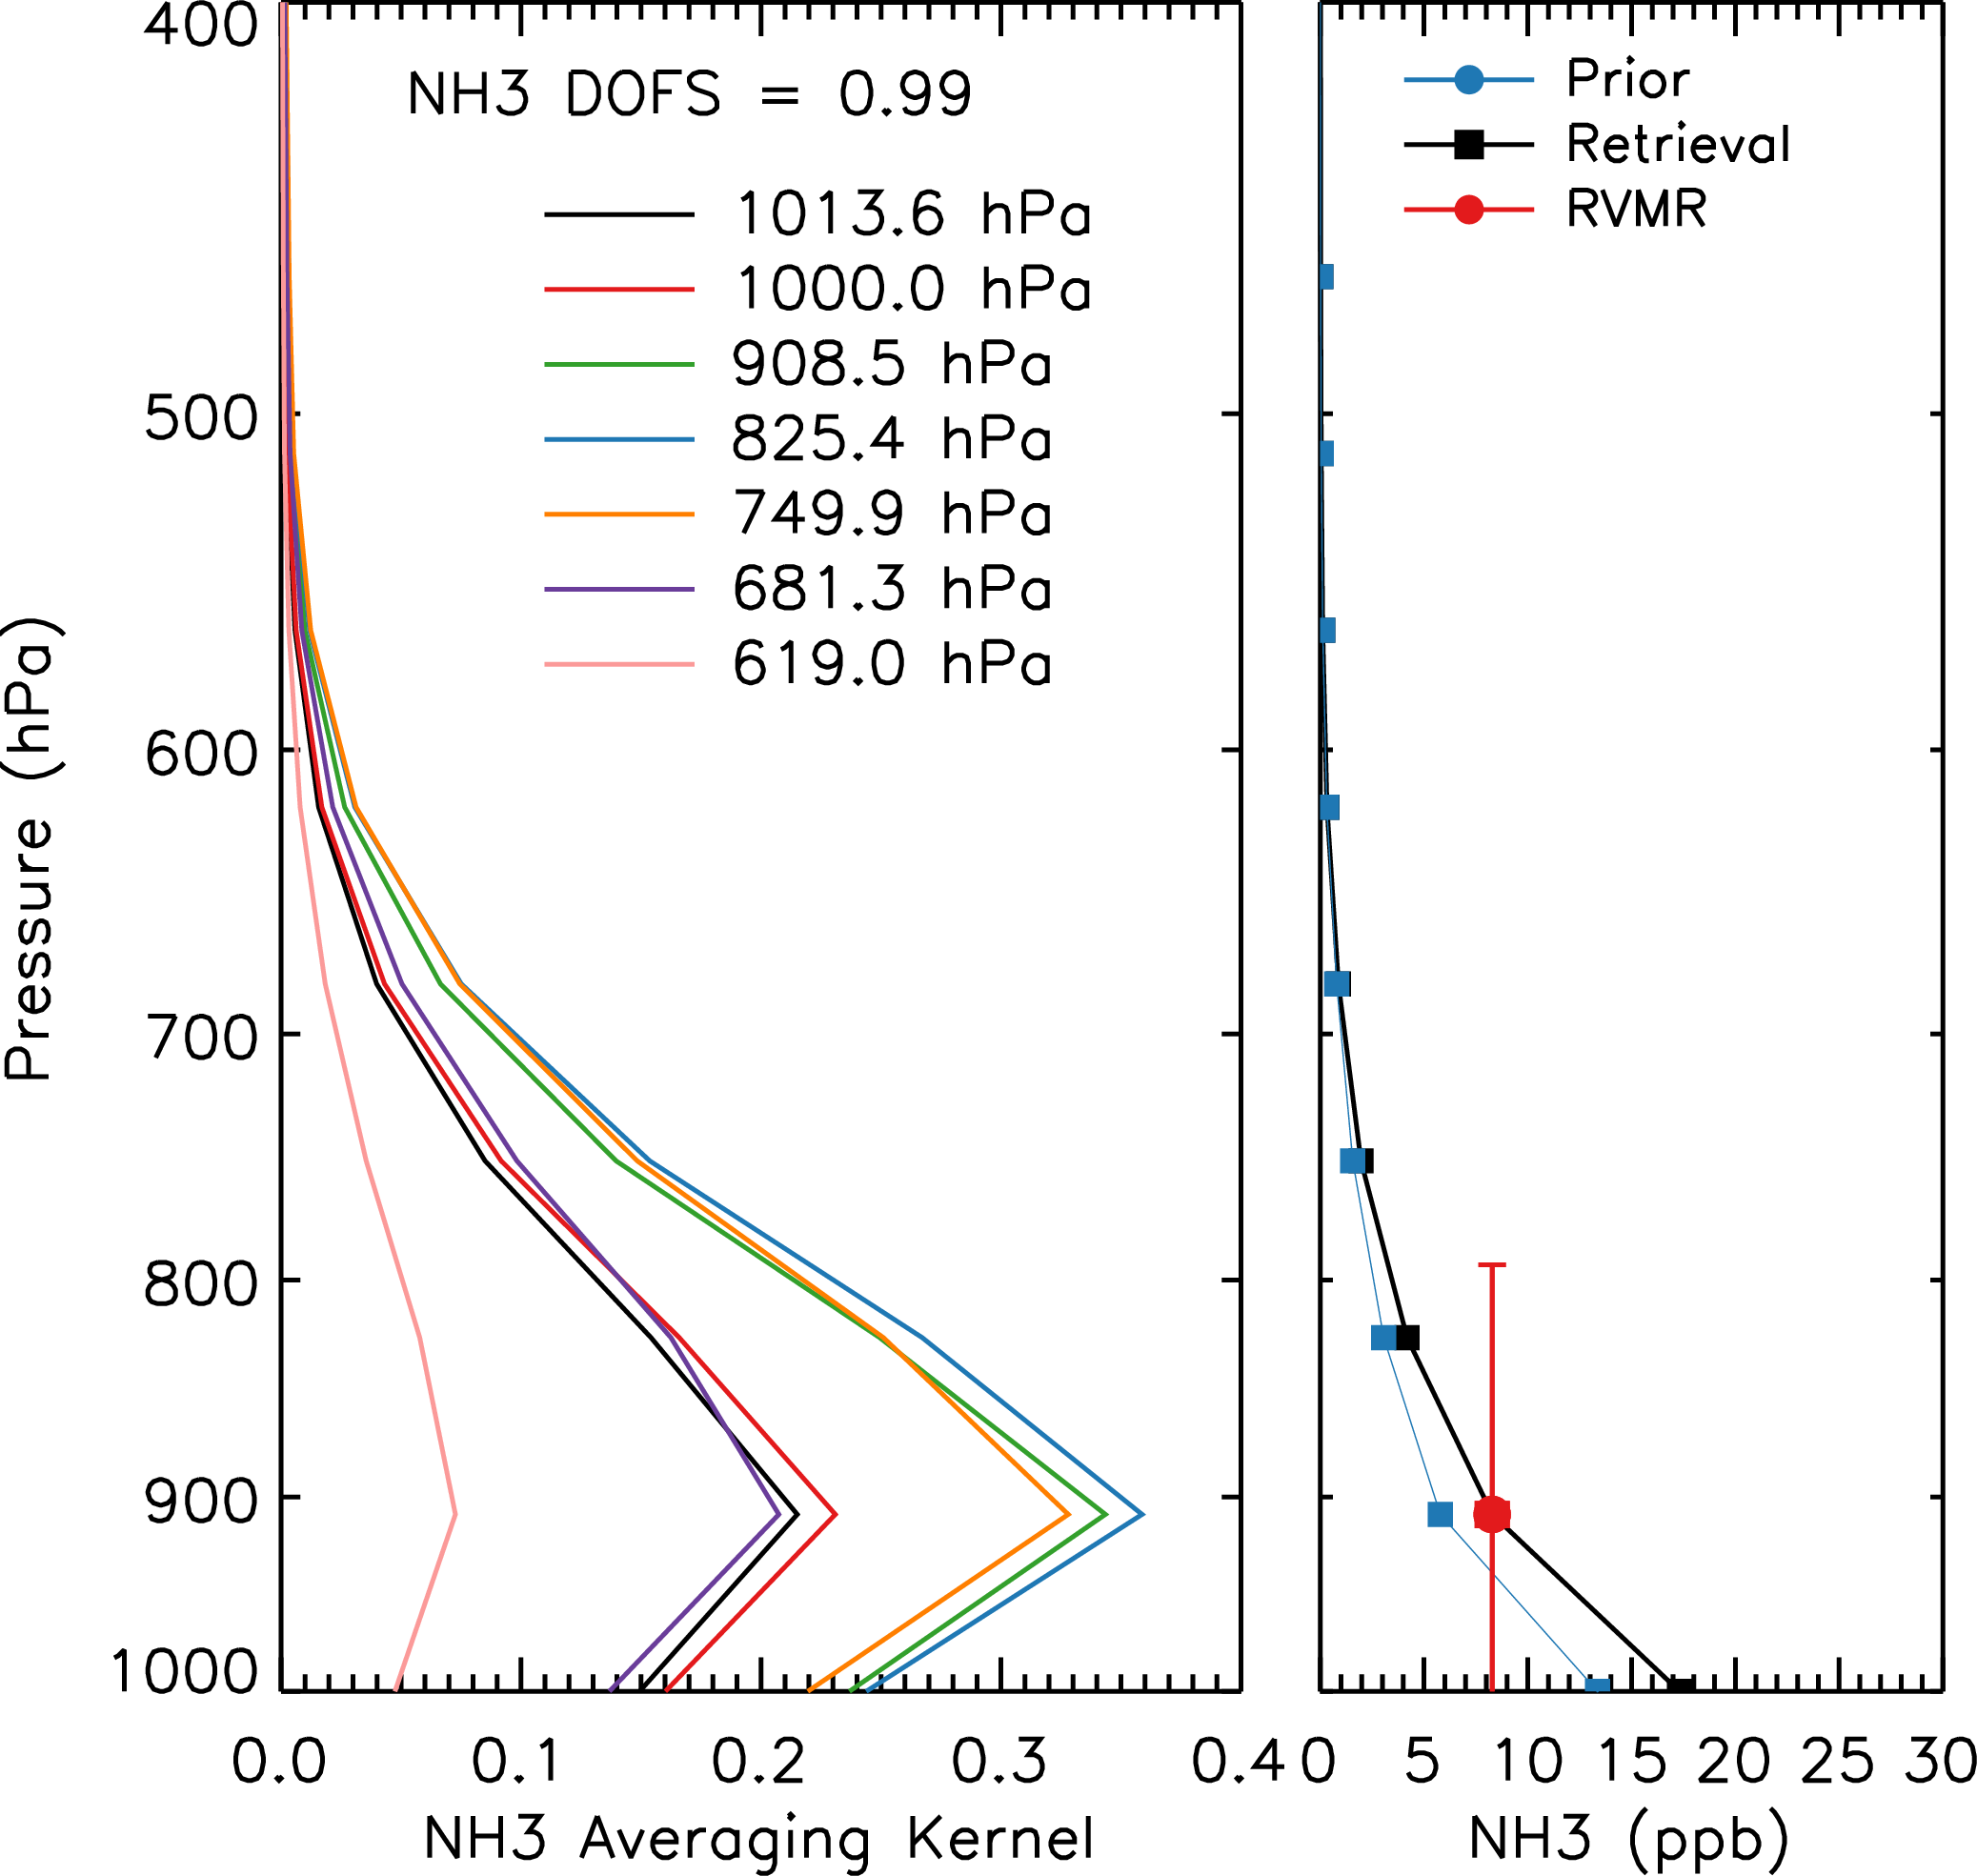 NH3 DOFS = 0.99
1013.6 hPa
1000.0 hPa
908.5 hPa
825.4 hPa
749.9 hPa
681.3 hPa
619.0 hPa
Pressure (hPa)
400
500
600
700
800
900
1000
0.0 0.1 0.2 0.3 0.4
NH3 Averaging Kernel
Prior
Retrieval
RVMR
0 5 10 15 20 25 30
NH3 (ppb)